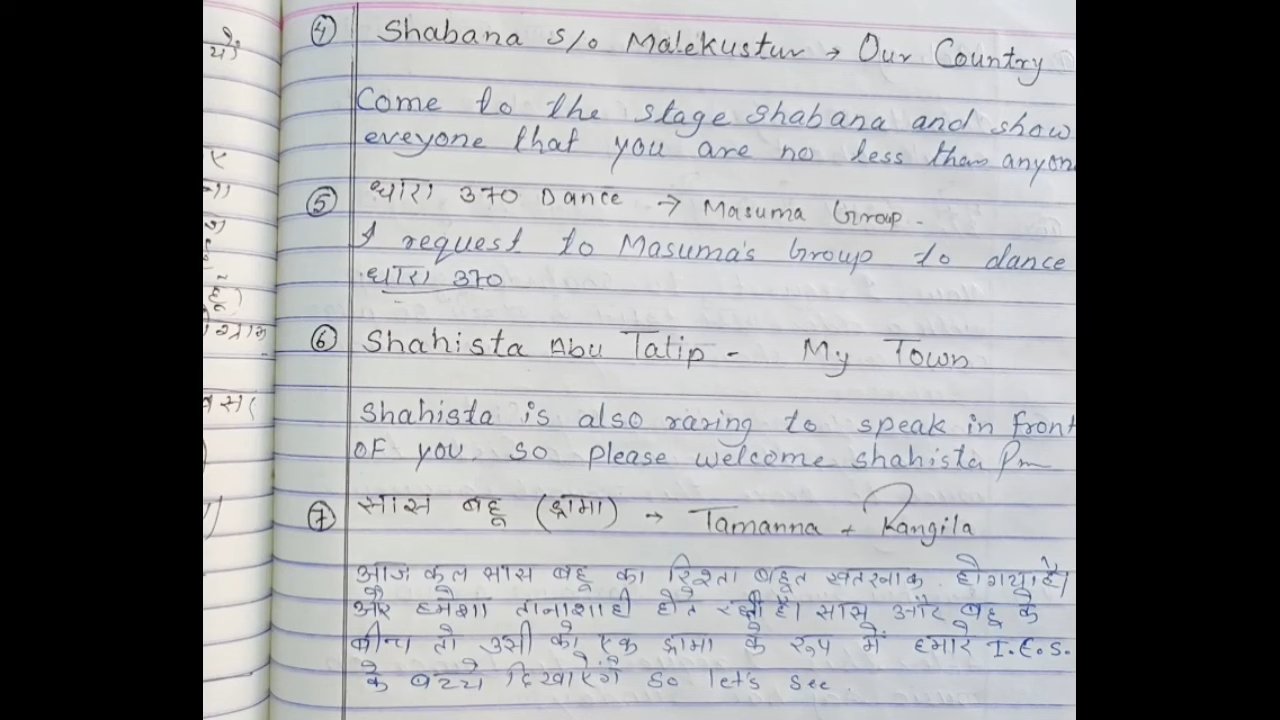 ④ Shabana s/o Malekustur → Our Country
Come to the stage shabana and show
eveyone that you are no less than anyon
⑤ धारा 370 Dance → Masuma Group.
I request to Masuma's Group to dance
धारा 370
⑥ Shahista Abu Talip - My Town
Shahista is also raring to speak in front
OF you. so please welcome shahista
⑦ सास बहू (ड्रामा) → Tamanna + Rangila
आज कल सास बहू का रिश्ता बहुत खतरनाक होगया है।
और हमेशा तानाशाही होते है। सास और बहू के
बीच तो उसी को एक ड्रामा के रूप में हमारे I.E.S.
के बच्चे दिखाएंगे so let's see.